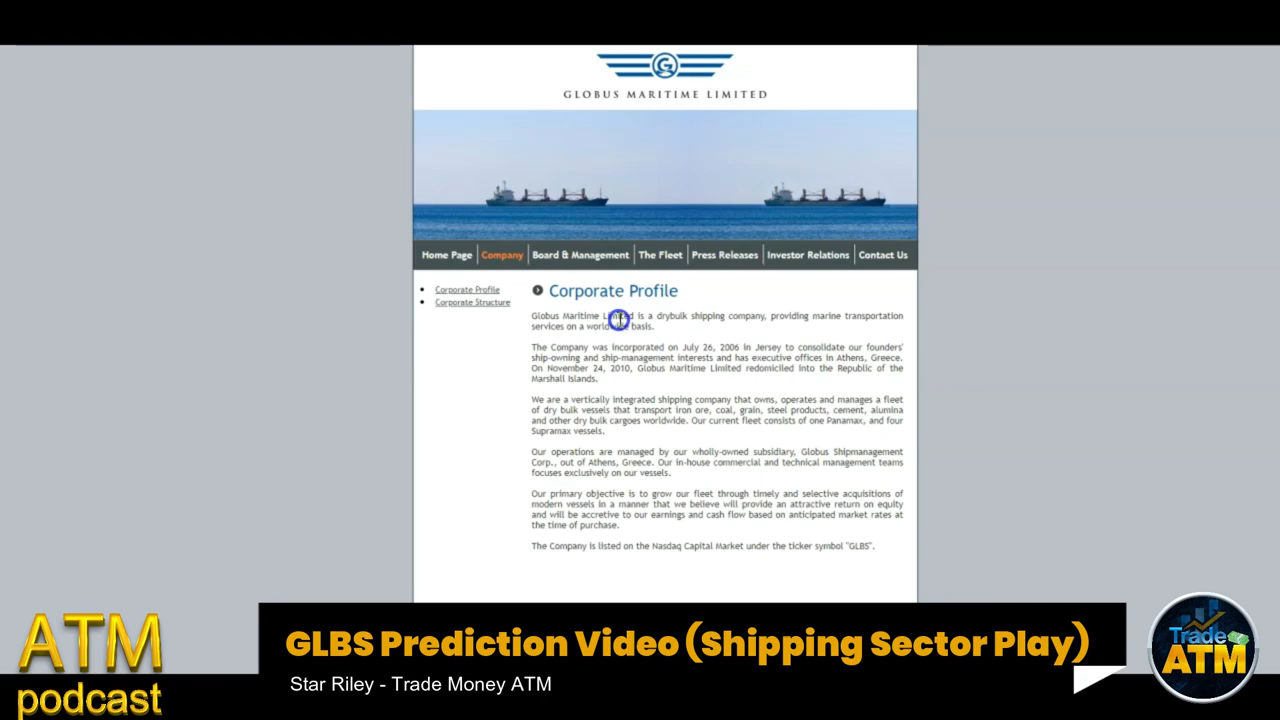 GLOBUS MARITIME LIMITED
Home Page Company Board & Management The Fleet Press Releases Investor Relations Contact Us
Corporate Profile
Corporate Structure
Corporate Profile
Globus Maritime Limited is a drybulk shipping company, providing marine transportation
services on a worldwide basis.
The Company was incorporated on July 26, 2006 in Jersey to consolidate our founders'
ship-owning and ship-management interests and has executive offices in Athens, Greece.
On November 24, 2010, Globus Maritime Limited redomiciled into the Republic of the
Marshall Islands.
We are a vertically integrated shipping company that owns, operates and manages a fleet
of dry bulk vessels that transport iron ore, coal, grain, steel products, cement, alumina
and other dry bulk cargoes worldwide. Our current fleet consists of one Panamax, and four
Supramax vessels.
Our operations are managed by our wholly-owned subsidiary, Globus Shipmanagement
Corp., out of Athens, Greece. Our in-house commercial and technical management teams
focuses exclusively on our vessels.
Our primary objective is to grow our fleet through timely and selective acquisitions of
modern vessels in a manner that we believe will provide an attractive return on equity
and will be accretive to our earnings and cash flow based on anticipated market rates at
the time of purchase.
The Company is listed on the Nasdaq Capital Market under the ticker symbol "GLBS".
ATM
podcast
GLBS Prediction Video (Shipping Sector Play)
Star Riley - Trade Money ATM
Trade
ATM